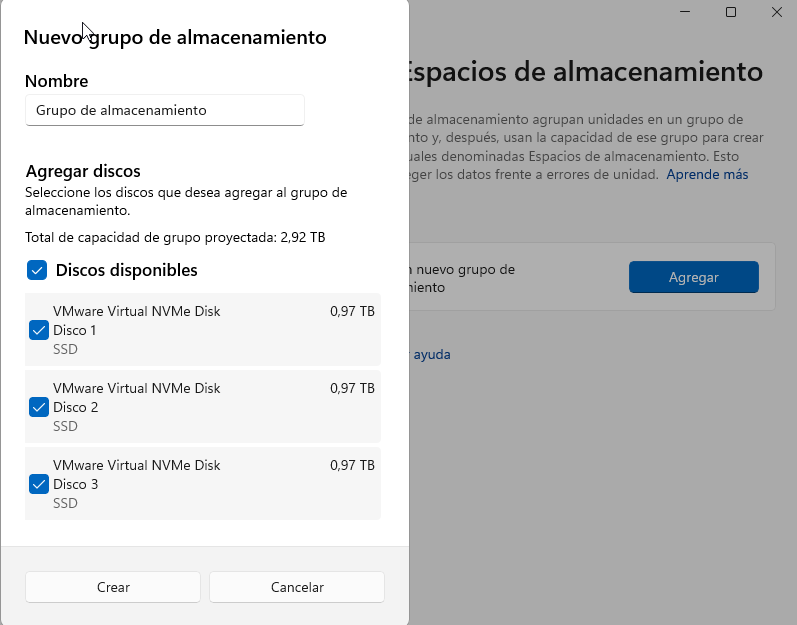 Nuevo grupo de almacenamiento
Nombre
Grupo de almacenamiento
Agregar discos
Seleccione los discos que desea agregar al grupo de
almacenamiento.
Total de capacidad de grupo proyectada: 2,92 TB
Discos disponibles
VMware Virtual NVMe Disk 0,97 TB
Disco 1
SSD
VMware Virtual NVMe Disk 0,97 TB
Disco 2
SSD
VMware Virtual NVMe Disk 0,97 TB
Disco 3
SSD
Crear Cancelar
Espacios de almacenamiento
de almacenamiento agrupan unidades en un grupo de
nto y, después, usan la capacidad de ese grupo para crear
uales denominadas Espacios de almacenamiento. Esto
eger los datos frente a errores de unidad. Aprende más
n nuevo grupo de
miento
Agregar
r ayuda